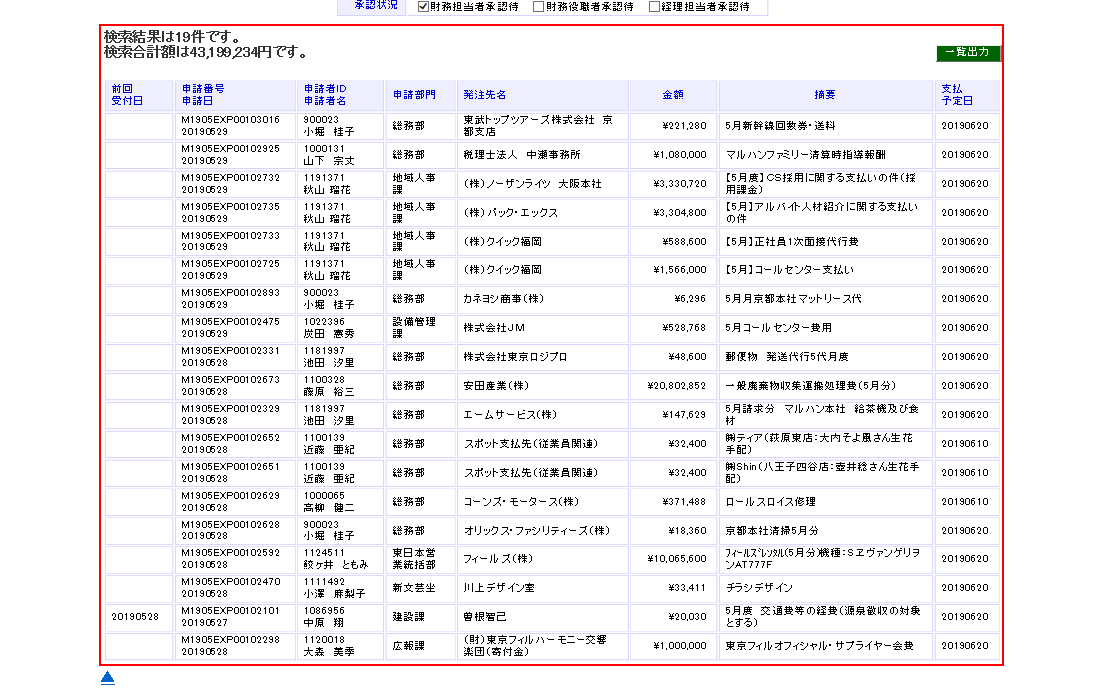 承認状況 財務担当者承認待 財務役職者承認待 経理担当者承認待
検索結果は19件です。
検索合計額は43,199,234円です。
一覧出力
前回 申請番号 申請者ID 申請部門 発注先名 金額 摘要 支払
受付日 申請日 申請者名 予定日
M1905EXP00103016 900023 総務部 東武トップツアーズ株式会社 京 ¥221,280 5月新幹線回数券・送料 20190620
20190529 小堀 桂子 都支店
M1905EXP00102925 1000131 総務部 税理士法人 中瀬事務所 ¥1,080,000 マルハンファミリー清算時指導報酬 20190620
20190529 山下 宗丈
M1905EXP00102732 1191371 地域人事 (株)ノーザンライツ 大阪本社 ¥3,330,720 【5月度】CS採用に関する支払いの件(採 20190620
20190529 秋山 瑠花 課 用課金)
M1905EXP00102735 1191371 地域人事 (株)パック・エックス ¥3,304,800 【5月】アルバイト人材紹介に関する支払い 20190620
20190529 秋山 瑠花 課 の件
M1905EXP00102733 1191371 地域人事 (株)クイック福岡 ¥588,600 【5月】正社員1次面接代行費 20190620
20190529 秋山 瑠花 課
M1905EXP00102725 1191371 地域人事 (株)クイック福岡 ¥1,566,000 【5月】コールセンター支払い 20190620
20190529 秋山 瑠花 課
M1905EXP00102893 900023 総務部 カネヨシ商事(株) ¥6,296 5月月京都本社マットリース代 20190620
20190529 小堀 桂子
M1905EXP00102475 1022396 設備管理 株式会社JM ¥528,768 5月コールセンター費用 20190620
20190529 炭田 憲秀 課
M1905EXP00102331 1181997 総務部 株式会社東京ロジプロ ¥48,600 郵便物 発送代行5代月度 20190620
20190528 池田 汐里
M1905EXP00102673 1100328 総務部 安田産業(株) ¥20,802,852 一般廃棄物収集運搬処理費(5月分) 20190620
20190528 藤原 裕三
M1905EXP00102329 1181997 総務部 エームサービス(株) ¥147,629 5月請求分 マルハン本社 給茶機及び食 20190620
20190528 池田 汐里 材
M1905EXP00102652 1100139 総務部 スポット支払先(従業員関連) ¥32,400 ㈱ティア(萩原東店:大内そよ風さん生花 20190610
20190528 近藤 亜紀 手配)
M1905EXP00102651 1100139 総務部 スポット支払先(従業員関連) ¥32,400 ㈱Shin(八王子四谷店:壺井稔さん生花手 20190610
20190528 近藤 亜紀 配)
M1905EXP00102629 1000065 総務部 コーンズ・モータース(株) ¥371,488 ロールスロイス修理 20190610
20190528 高柳 健二
M1905EXP00102628 900023 総務部 オリックス・ファシリティーズ(株) ¥18,360 京都本社清掃5月分 20190620
20190528 小堀 桂子
M1905EXP00102592 1124511 東日本営 フィールズ(株) ¥10,065,600 フィールズレンタル(5月分)機種:Sヱヴァンゲリヲ 20190620
20190528 鮫ヶ井 ともみ 業統括部 ンAT777F
M1905EXP00102470 1111492 新文芸坐 川上デザイン室 ¥33,411 チラシデザイン 20190620
20190528 小澤 麻梨子
20190528 M1905EXP00102101 1086956 建設課 曽根智己 ¥20,030 5月度 交通費等の経費(源泉徴収の対象 20190620
20190527 中原 翔 とする)
M1905EXP00102298 1120018 広報課 (財)東京フィルハーモニー交響 ¥1,000,000 東京フィルオフィシャル・サプライヤー会費 20190620
20190528 大森 美季 楽団(寄付金)